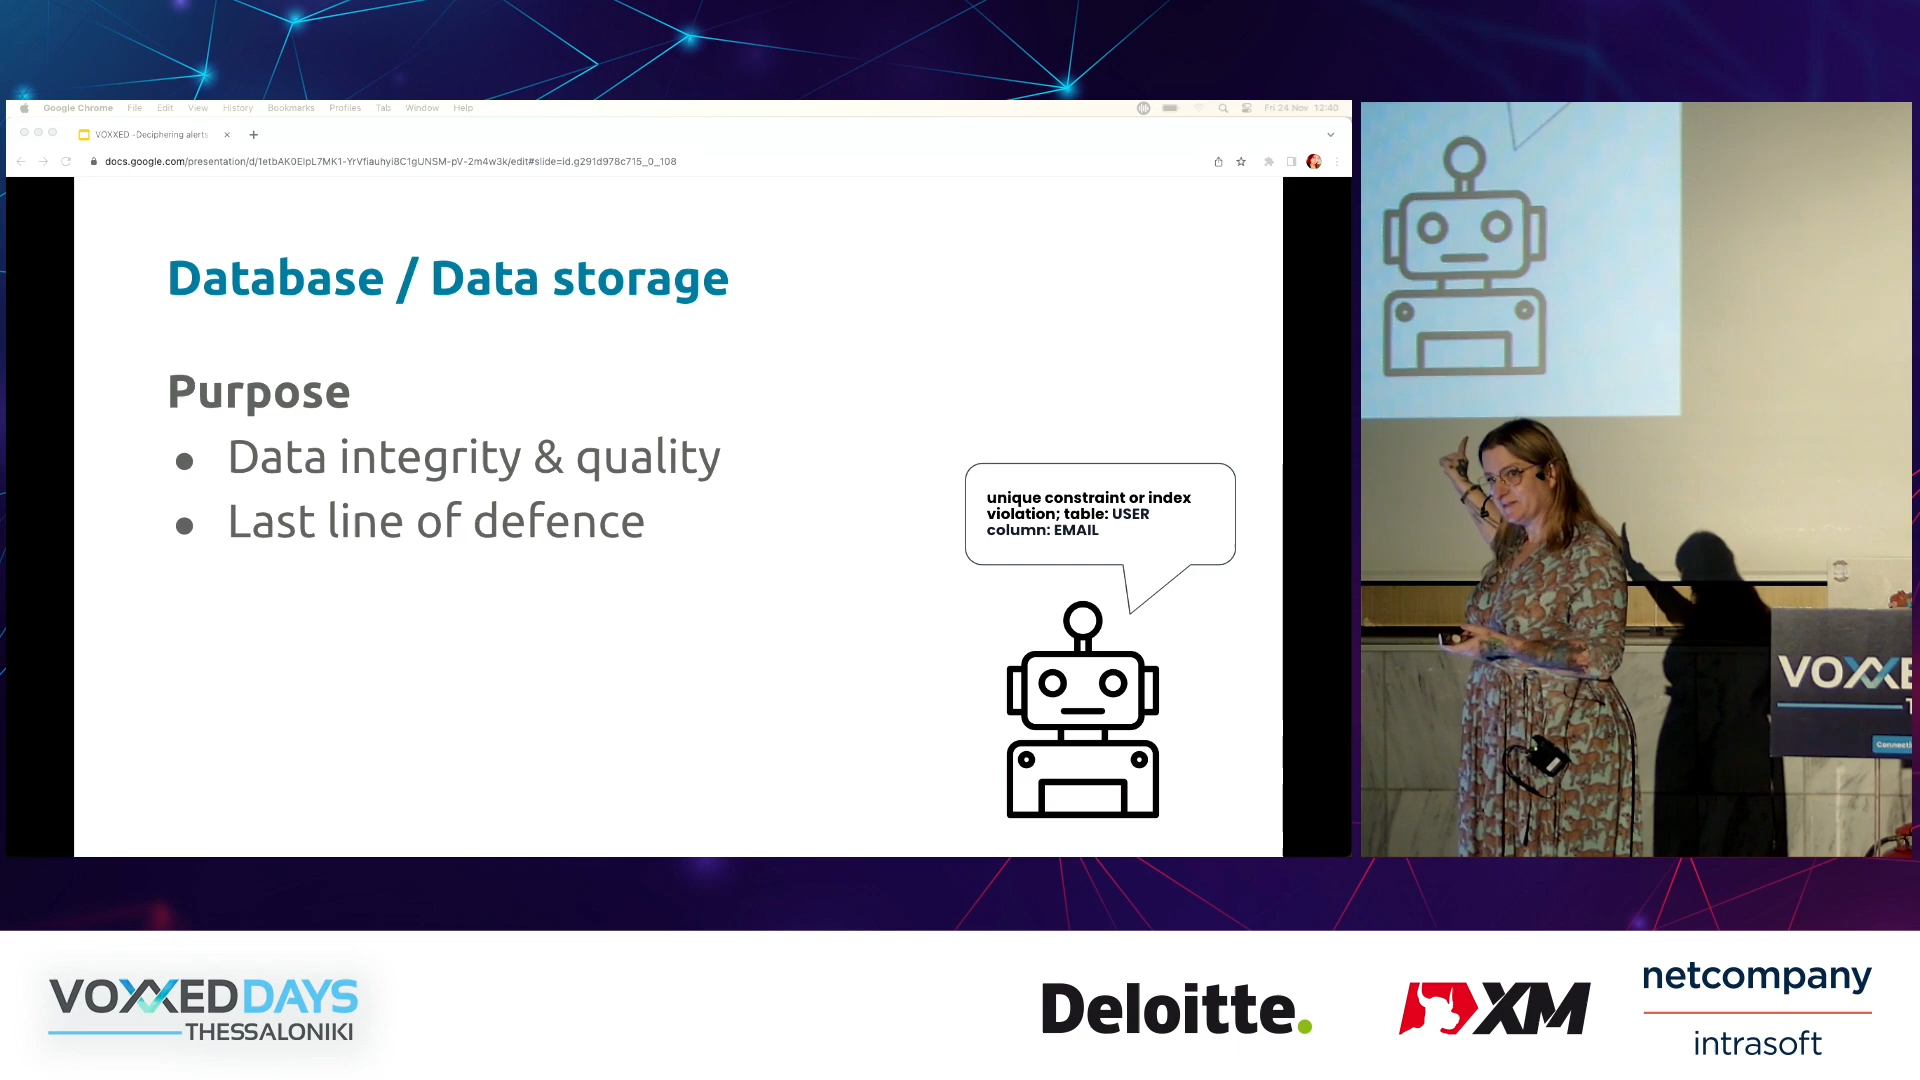 Google Chrome File Edit View History Bookmarks Profiles Tab Window Help
Fri 24 Nov 12:40
VOXXED -Deciphering alerts
docs.google.com/presentation/d/1etbAK0EIpL7MK1-YrVfiauhyi8C1gUNSM-pV-2m4w3k/edit#slide=id.g291d978c715_0_108
Database / Data storage
Purpose
● Data integrity & quality
● Last line of defence
unique constraint or index
violation; table: USER
column: EMAIL
VOXXE
T
Connecti
VOXXED DAYS
THESSALONIKI
Deloitte.
XM
netcompany
intrasoft